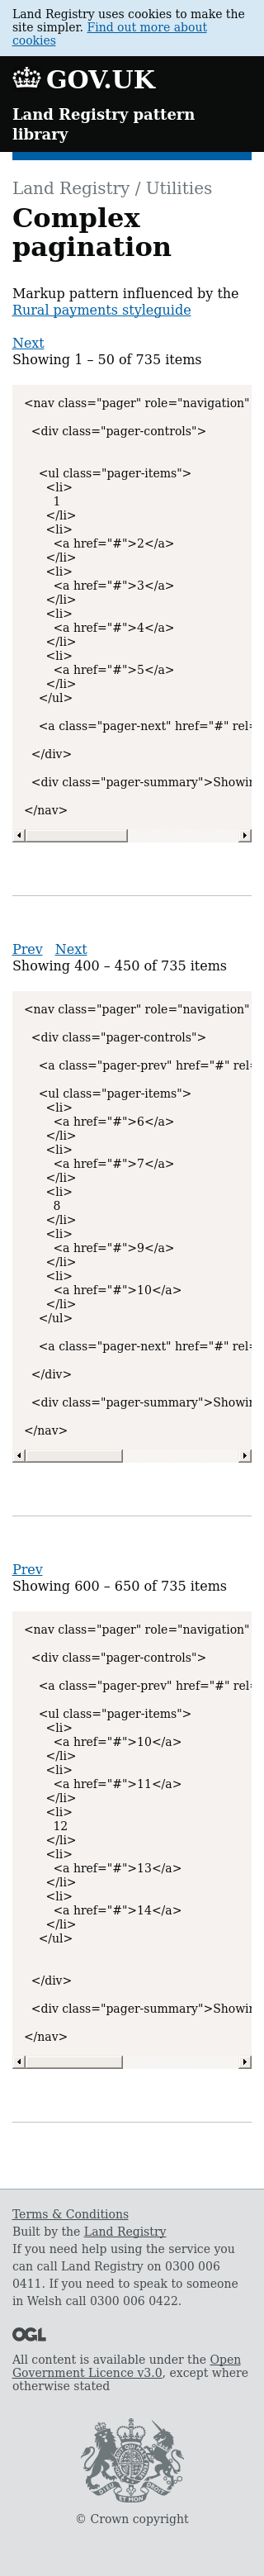 Land Registry uses cookies to make the
site simpler. Find out more about
cookies
GOV.UK
Land Registry pattern
library
Land Registry / Utilities
Complex
pagination
Markup pattern influenced by the
Rural payments styleguide
Next
Showing 1 – 50 of 735 items
<nav class="pager" role="navigation"
<div class="pager-controls">
<ul class="pager-items">
<li>
1
</li>
<li>
<a href="#">2</a>
</li>
<li>
<a href="#">3</a>
</li>
<li>
<a href="#">4</a>
</li>
<li>
<a href="#">5</a>
</li>
</ul>
<a class="pager-next" href="#" rel=
</div>
<div class="pager-summary">Showin
</nav>
Prev Next
Showing 400 – 450 of 735 items
<nav class="pager" role="navigation"
<div class="pager-controls">
<a class="pager-prev" href="#" rel=
<ul class="pager-items">
<li>
<a href="#">6</a>
</li>
<li>
<a href="#">7</a>
</li>
<li>
8
</li>
<li>
<a href="#">9</a>
</li>
<li>
<a href="#">10</a>
</li>
</ul>
<a class="pager-next" href="#" rel=
</div>
<div class="pager-summary">Showin
</nav>
Prev
Showing 600 – 650 of 735 items
<nav class="pager" role="navigation"
<div class="pager-controls">
<a class="pager-prev" href="#" rel=
<ul class="pager-items">
<li>
<a href="#">10</a>
</li>
<li>
<a href="#">11</a>
</li>
<li>
12
</li>
<li>
<a href="#">13</a>
</li>
<li>
<a href="#">14</a>
</li>
</ul>
</div>
<div class="pager-summary">Showin
</nav>
Terms & Conditions
Built by the Land Registry
If you need help using the service you
can call Land Registry on 0300 006
0411. If you need to speak to someone
in Welsh call 0300 006 0422.
OGL
All content is available under the Open
Government Licence v3.0, except where
otherwise stated
© Crown copyright